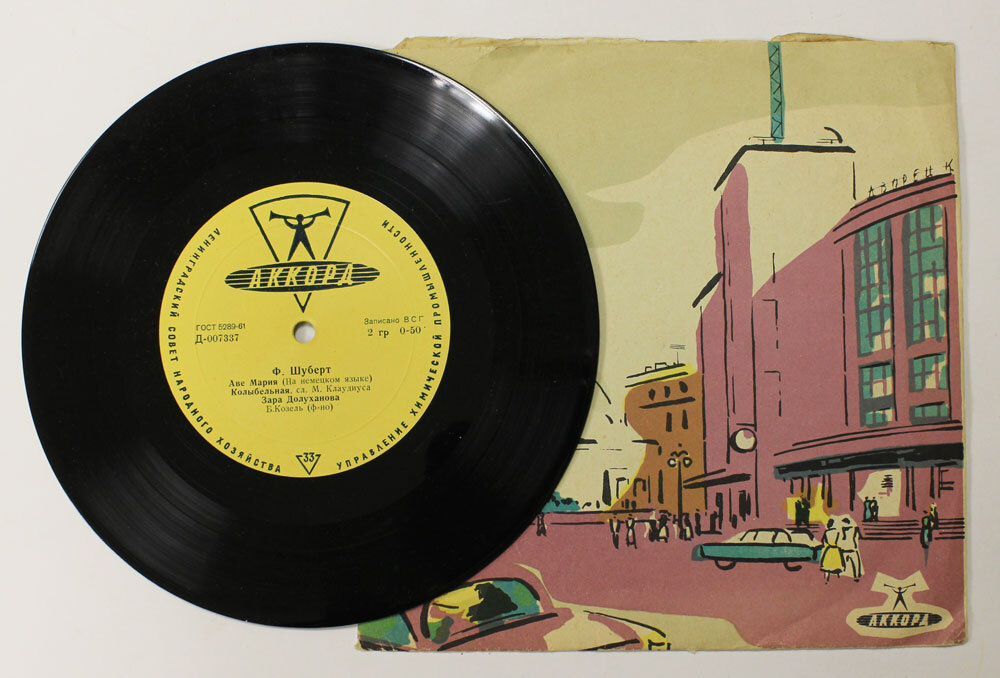 АККОРД
ЛЕНИНГРАДСКИЙ СОВЕТ НАРОДНОГО ХОЗЯЙСТВА
УПРАВЛЕНИЕ ХИМИЧЕСКОЙ ПРОМЫШЛЕННОСТИ
ГОСТ 5289-61
Д-007337
Записано В.С.Г.
2 гр 0-50
Ф. Шуберт
Аве Мария (На немецком языке)
Колыбельная, сл. М. Клаудиуса
Зара Долуханова
Б.Козель (ф-но)
33
ДВОРЕЦ К
АККОРД